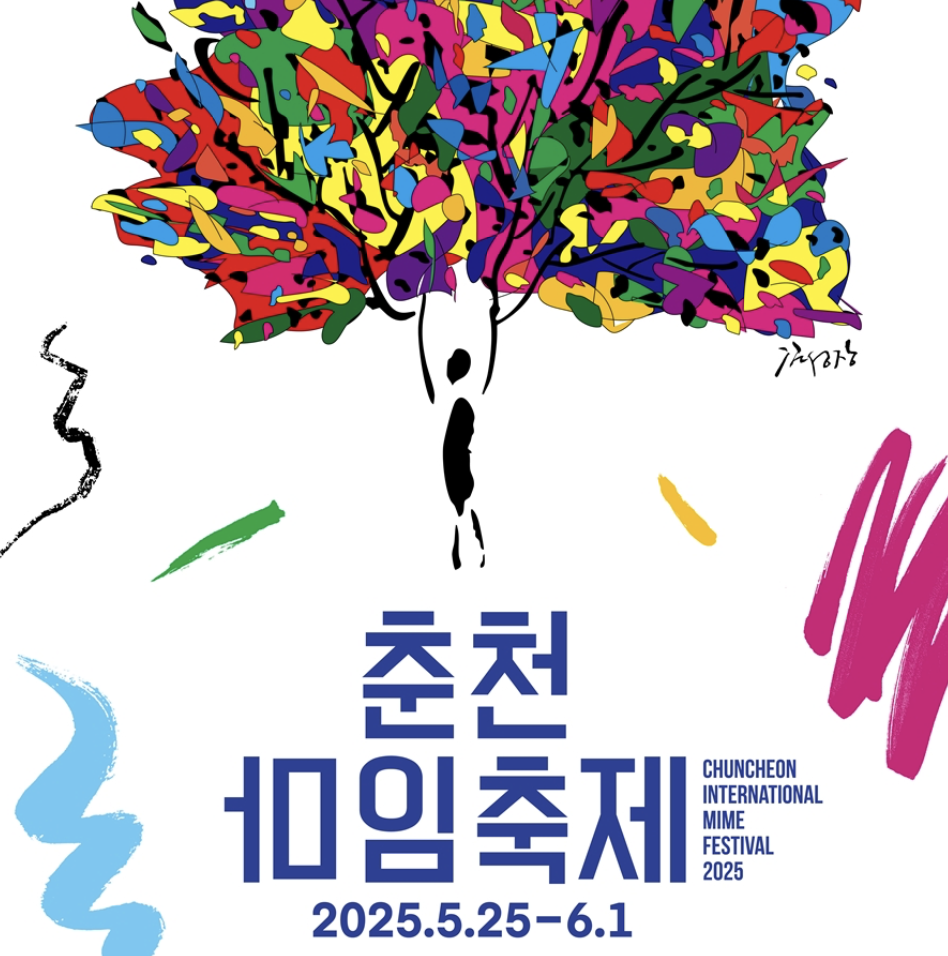 춘천
마임축제
CHUNCHEON
INTERNATIONAL
MIME
FESTIVAL
2025
2025.5.25–6.1